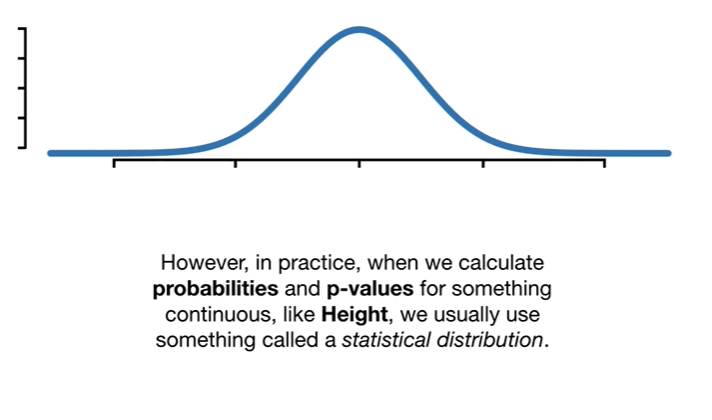 However, in practice, when we calculate
probabilities and p-values for something
continuous, like Height, we usually use
something called a statistical distribution.